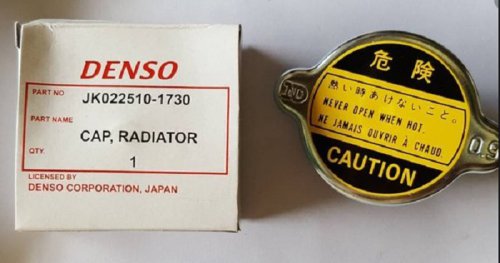 DENSO
PART NO JK022510-1730
PART NAME
CAP, RADIATOR
QTY. 1
LICENSED BY
DENSO CORPORATION, JAPAN
危険
熱い時あけないこと。
NEVER OPEN WHEN HOT.
NE JAMAIS OUVRIR À CHAUD.
CAUTION